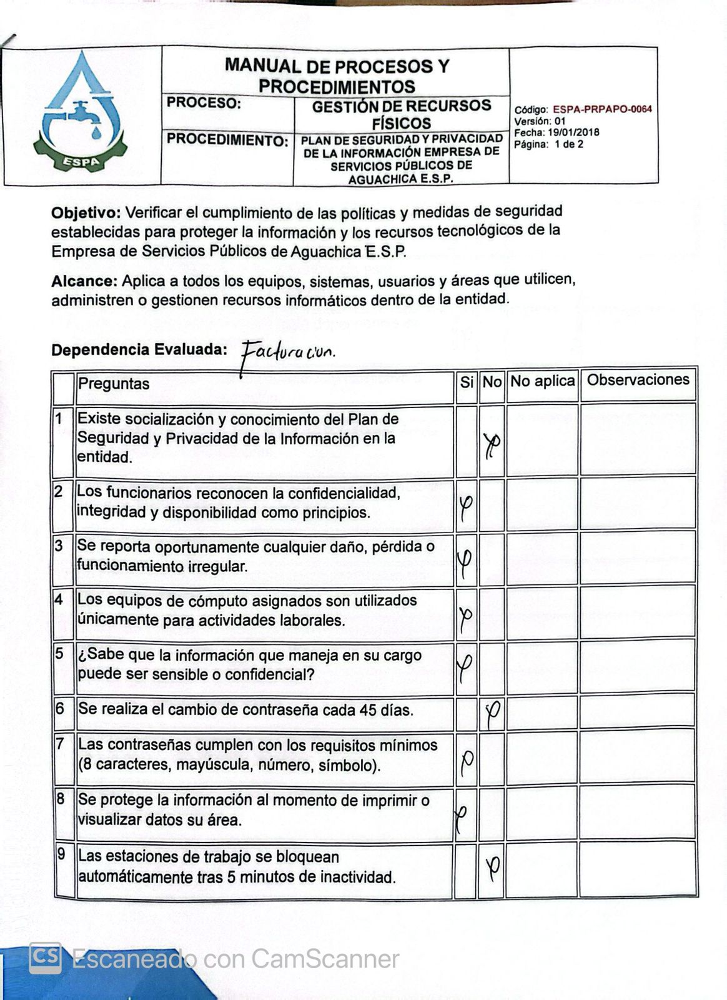 MANUAL DE PROCESOS Y
PROCEDIMIENTOS
PROCESO:
GESTIÓN DE RECURSOS
FÍSICOS
PROCEDIMIENTO:
PLAN DE SEGURIDAD Y PRIVACIDAD
DE LA INFORMACIÓN EMPRESA DE
SERVICIOS PÚBLICOS DE
AGUACHICA E.S.P.
Código: ESPA-PRPAPO-0064
Versión: 01
Fecha: 19/01/2018
Página: 1 de 2
ESPA
Objetivo: Verificar el cumplimiento de las políticas y medidas de seguridad
establecidas para proteger la información y los recursos tecnológicos de la
Empresa de Servicios Públicos de Aguachica E.S.P.
Alcance: Aplica a todos los equipos, sistemas, usuarios y áreas que utilicen,
administren o gestionen recursos informáticos dentro de la entidad.
Dependencia Evaluada: Facturacion.
Preguntas Si No No aplica Observaciones
1 Existe socialización y conocimiento del Plan de
Seguridad y Privacidad de la Información en la
entidad.
2 Los funcionarios reconocen la confidencialidad,
integridad y disponibilidad como principios.
3 Se reporta oportunamente cualquier daño, pérdida o
funcionamiento irregular.
4 Los equipos de cómputo asignados son utilizados
únicamente para actividades laborales.
5 ¿Sabe que la información que maneja en su cargo
puede ser sensible o confidencial?
6 Se realiza el cambio de contraseña cada 45 días.
7 Las contraseñas cumplen con los requisitos mínimos
(8 caracteres, mayúscula, número, símbolo).
8 Se protege la información al momento de imprimir o
visualizar datos su área.
9 Las estaciones de trabajo se bloquean
automáticamente tras 5 minutos de inactividad.
CS Escaneado con CamScanner